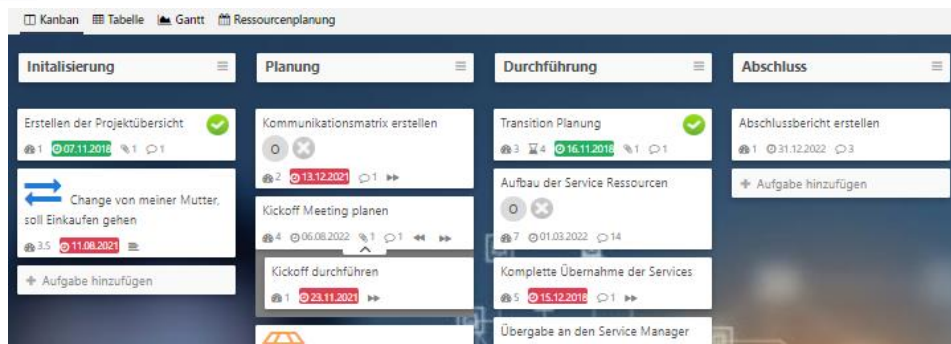 Kanban Tabelle Gantt Ressourcenplanung
Initalisierung
Erstellen der Projektübersicht
1 07.11.2018 1 1
Change von meiner Mutter,
soll Einkaufen gehen
3.5 11.08.2021
+ Aufgabe hinzufügen
Planung
Kommunikationsmatrix erstellen
O
2 13.12.2021 1
Kickoff Meeting planen
4 06.08.2022 1 1
Kickoff durchführen
1 23.11.2021
Durchführung
Transition Planung
3 4 16.11.2018 1 1
Aufbau der Service Ressourcen
O
7 01.03.2022 14
Komplette Übernahme der Services
5 15.12.2018 1
Übergabe an den Service Manager
Abschluss
Abschlussbericht erstellen
1 31.12.2022 3
+ Aufgabe hinzufügen